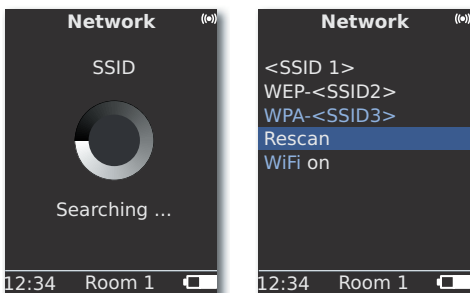 Network
SSID
Searching ...
12:34 Room 1
Network
<SSID 1>
WEP-<SSID2>
WPA-<SSID3>
Rescan
WiFi on
12:34 Room 1